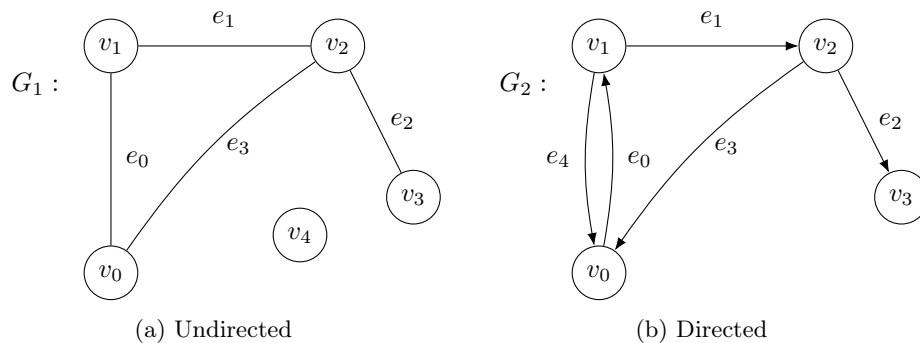 e₁
e₁
v₁
v₂
v₁
v₂
G₁ :
G₂ :
e₂
e₂
e₀
e₃
e₄
e₀
e₃
v₃
v₃
v₄
v₀
v₀
(a) Undirected
(b) Directed